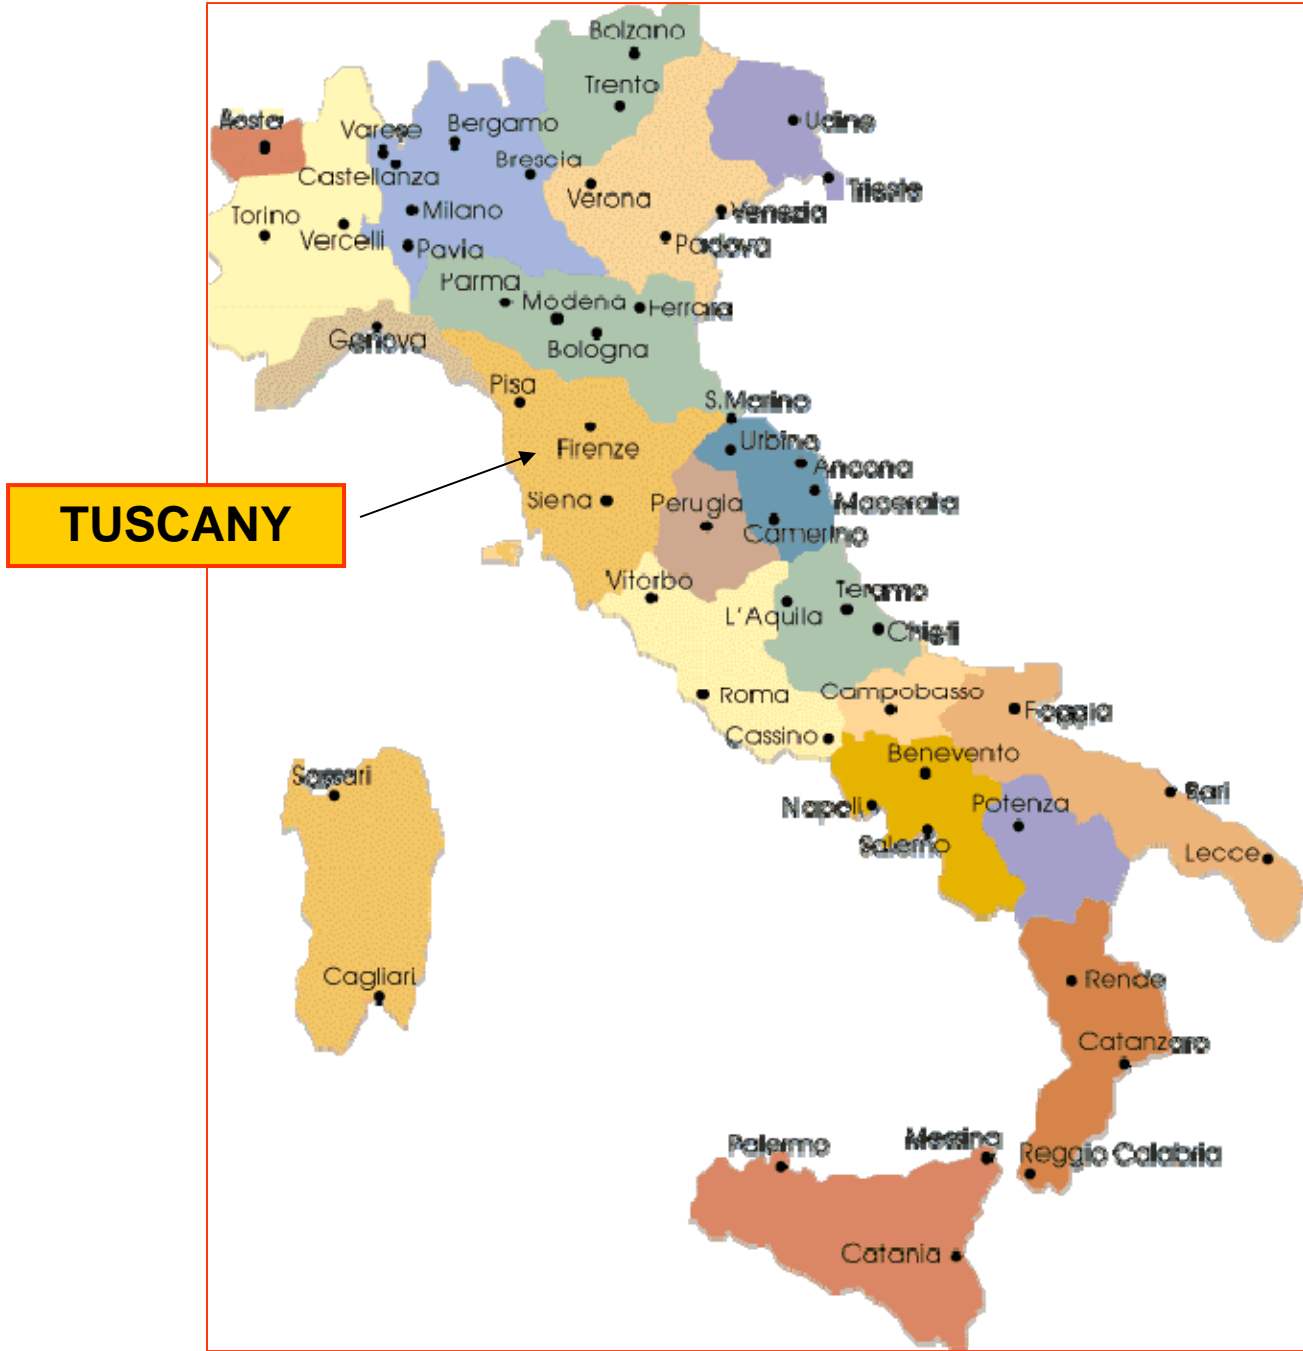 Bolzano
Trento
Aosta
Varese
Bergamo
Udine
Brescia
Castellanza
Verona
Trieste
Torino
Milano
Venezia
Vercelli
Pavia
Padova
Parma
Modena
Ferrara
Genova
Bologna
Pisa
S.Marino
Firenze
Urbino
Ancona
Siena
Perugia
Macerata
TUSCANY
Camerino
Vitorbo
Teramo
L'Aquila
Chieti
Roma
Campobasso
Foggia
Cassino
Benevento
Sassari
Napoli
Potenza
Bari
Salerno
Lecce
Cagliari
Rende
Catanzaro
Palermo
Messina
Reggio Calabria
Catania